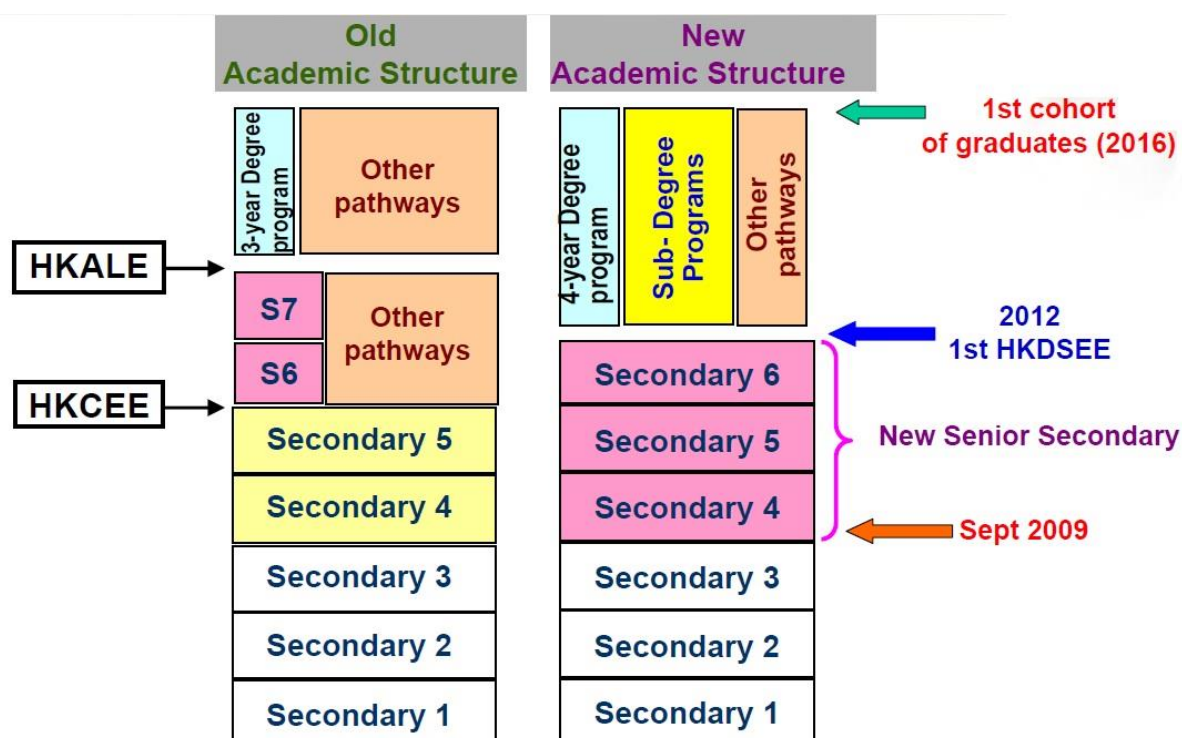 Old
Academic Structure
New
Academic Structure
3-year Degree
program
Other
pathways
4-year Degree
program
Sub- Degree
Programs
Other
pathways
1st cohort
of graduates (2016)
HKALE
S7
S6
Other
pathways
2012
1st HKDSEE
HKCEE
Secondary 6
Secondary 5
Secondary 5
New Senior Secondary
Secondary 4
Secondary 4
Sept 2009
Secondary 3
Secondary 3
Secondary 2
Secondary 2
Secondary 1
Secondary 1